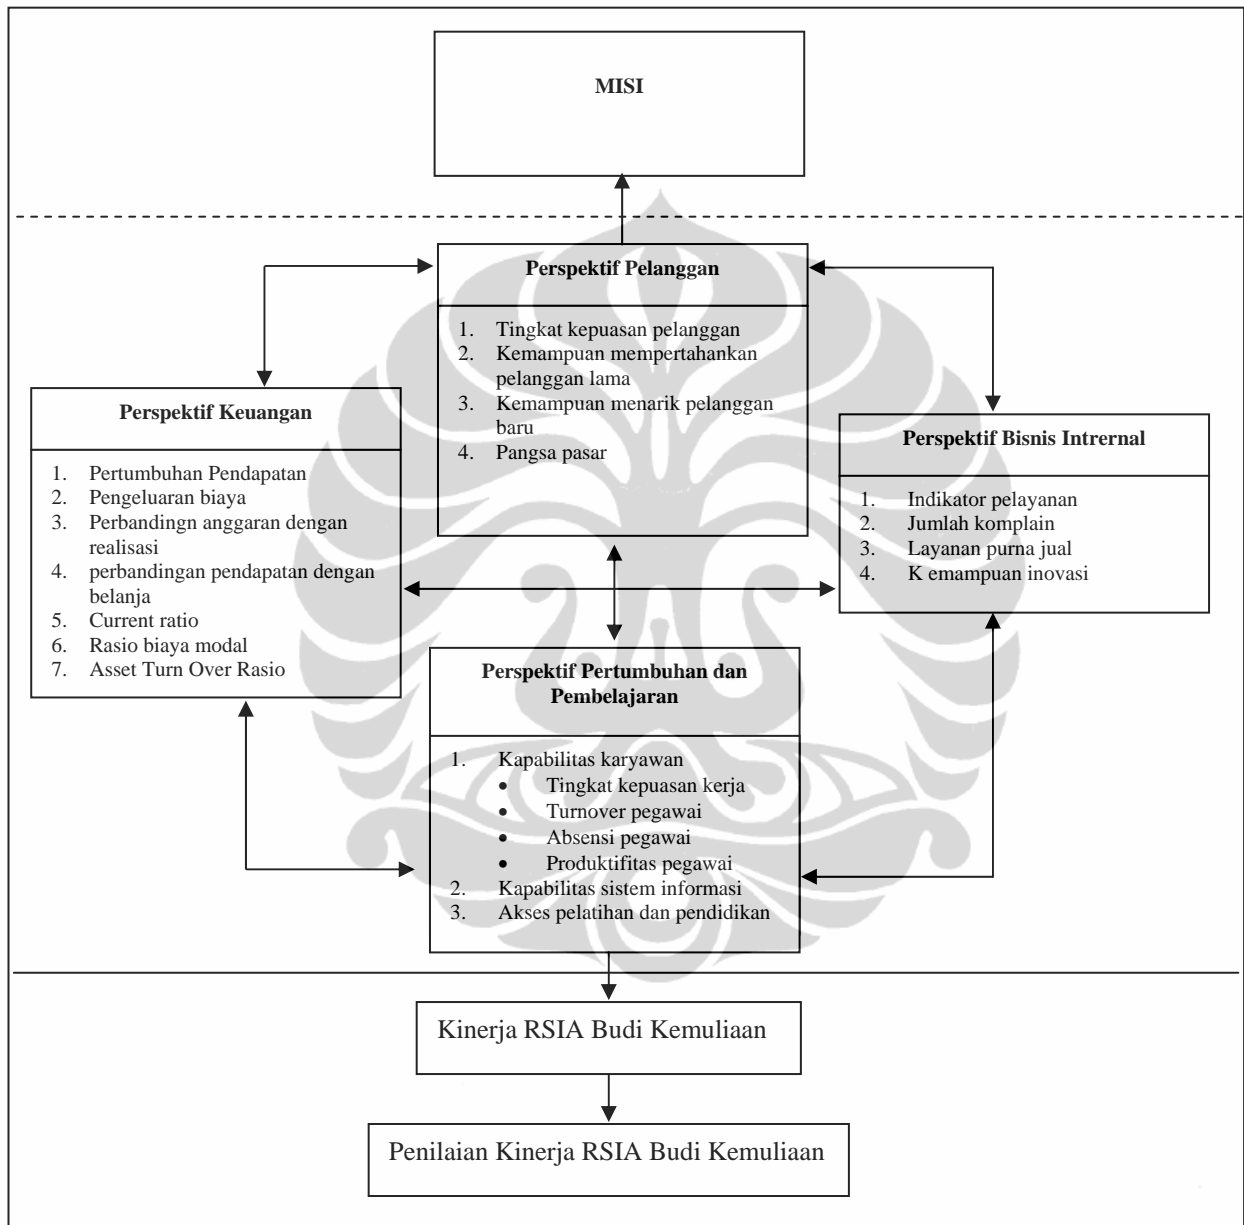 MISI
Perspektif Pelanggan
1. Tingkat kepuasan pelanggan
2. Kemampuan mempertahankan
pelanggan lama
3. Kemampuan menarik pelanggan
baru
4. Pangsa pasar
Perspektif Keuangan
1. Pertumbuhan Pendapatan
2. Pengeluaran biaya
3. Perbandingn anggaran dengan
realisasi
4. perbandingan pendapatan dengan
belanja
5. Current ratio
6. Rasio biaya modal
7. Asset Turn Over Rasio
Perspektif Bisnis Intrernal
1. Indikator pelayanan
2. Jumlah komplain
3. Layanan purna jual
4. K emampuan inovasi
Perspektif Pertumbuhan dan
Pembelajaran
1. Kapabilitas karyawan
• Tingkat kepuasan kerja
• Turnover pegawai
• Absensi pegawai
• Produktifitas pegawai
2. Kapabilitas sistem informasi
3. Akses pelatihan dan pendidikan
Kinerja RSIA Budi Kemuliaan
Penilaian Kinerja RSIA Budi Kemuliaan